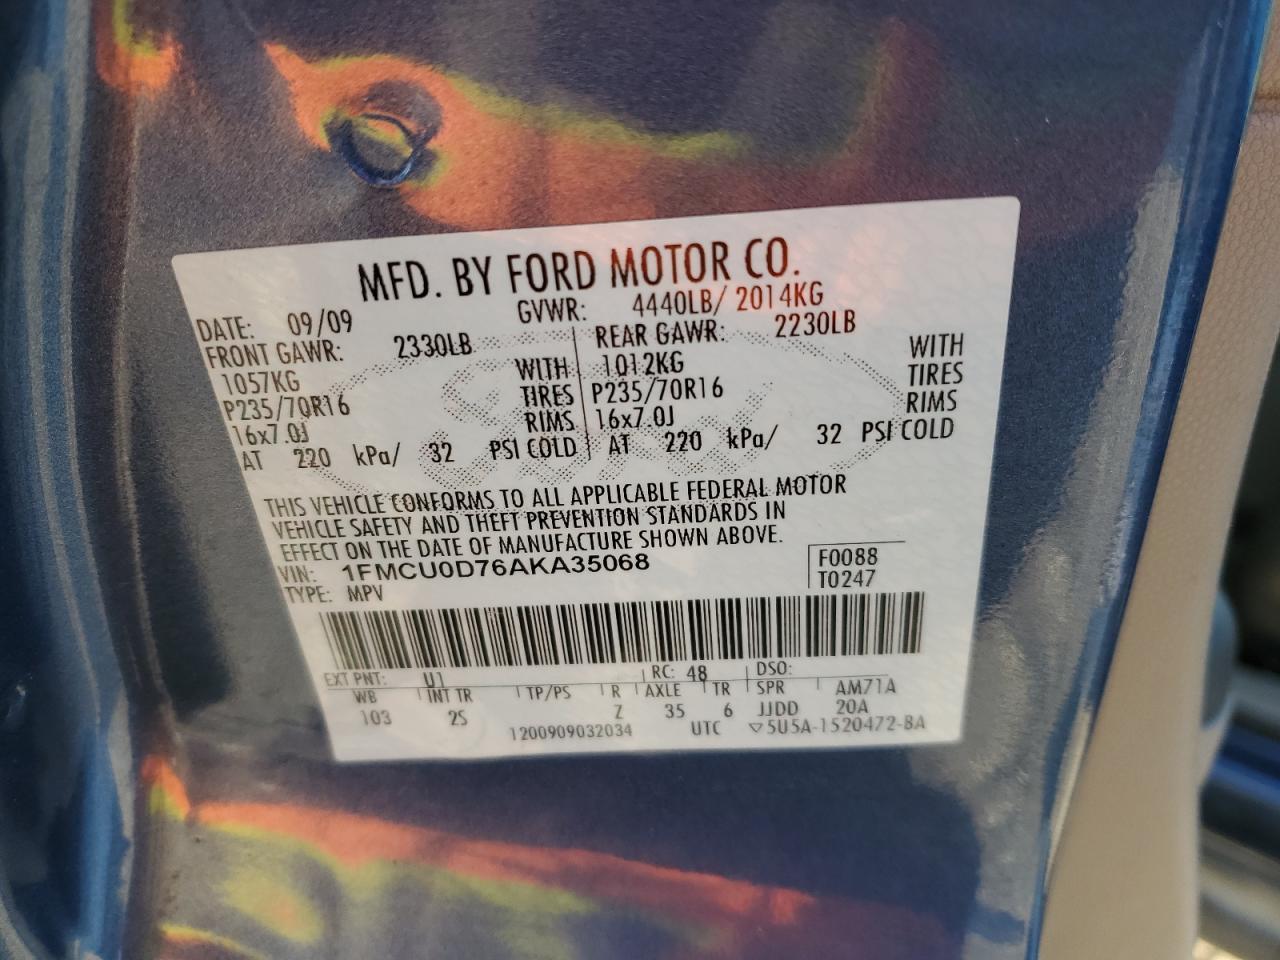 MFD. BY FORD MOTOR CO.
DATE: 09/09 GVWR: 4440LB/ 2014KG
FRONT GAWR: 2330LB REAR GAWR: 2230LB
1057KG WITH 1012KG WITH
P235/70R16 TIRES P235/70R16 TIRES
16x7.0J RIMS 16x7.0J RIMS
AT 220 kPa/ 32 PSI COLD AT 220 kPa/ 32 PSI COLD
THIS VEHICLE CONFORMS TO ALL APPLICABLE FEDERAL MOTOR
VEHICLE SAFETY AND THEFT PREVENTION STANDARDS IN
EFFECT ON THE DATE OF MANUFACTURE SHOWN ABOVE.
VIN: 1FMCU0D76AKA35068 F0088
TYPE: MPV T0247
EXT PNT: U1 RC: 48 DSO:
WB INT TR TP/PS R AXLE TR SPR AM71A
103 2S Z 35 6 JJDD 20A
1200909032034 UTC ▽5U5A-1520472-BA